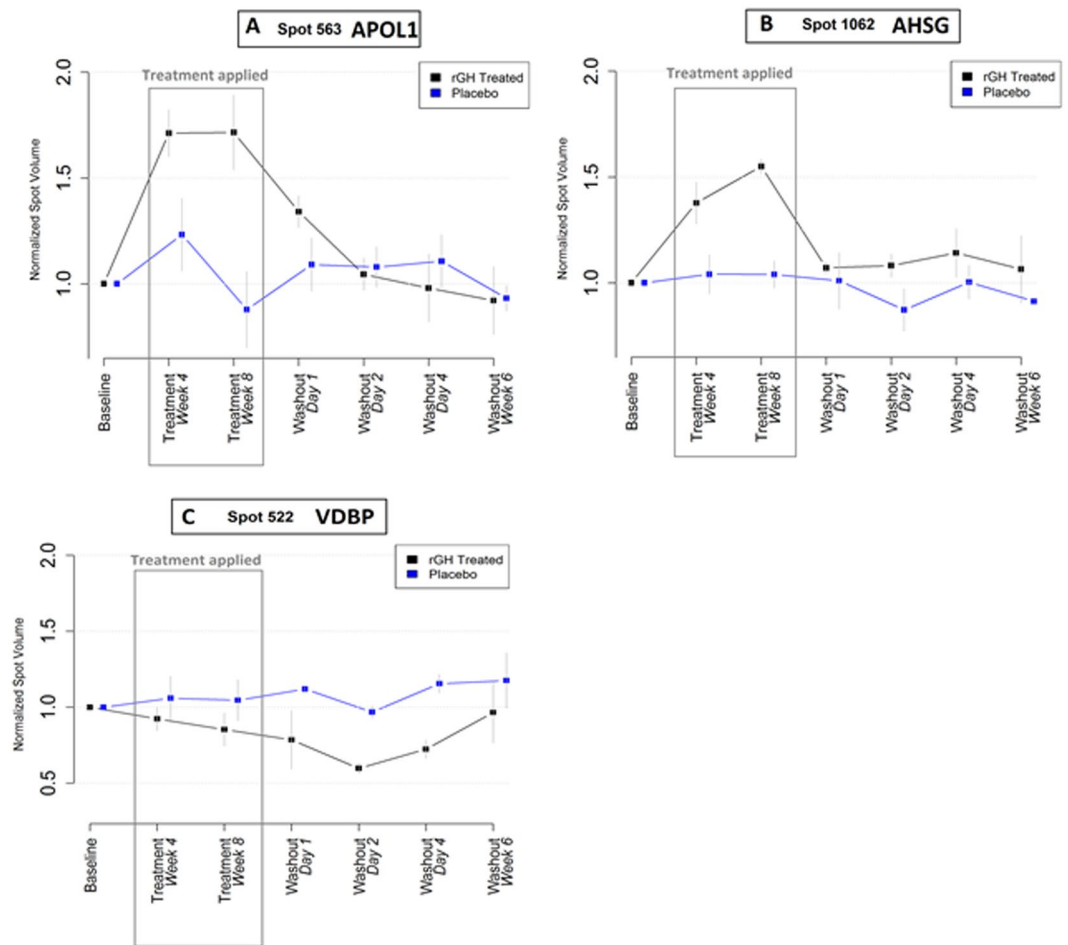 A Spot 563 APOL1
Treatment applied
rGH Treated
Placebo
Normalized Spot Volume
2.0
1.5
1.0
Baseline
Treatment
Week 4
Treatment
Week 8
Washout
Day 1
Washout
Day 2
Washout
Day 4
Washout
Week 6
B Spot 1062 AHSG
Treatment applied
rGH Treated
Placebo
Normalized Spot Volume
2.0
1.5
1.0
Baseline
Treatment
Week 4
Treatment
Week 8
Washout
Day 1
Washout
Day 2
Washout
Day 4
Washout
Week 6
C Spot 522 VDBP
Treatment applied
rGH Treated
Placebo
Normalized Spot Volume
2.0
1.5
1.0
0.5
Baseline
Treatment
Week 4
Treatment
Week 8
Washout
Day 1
Washout
Day 2
Washout
Day 4
Washout
Week 6